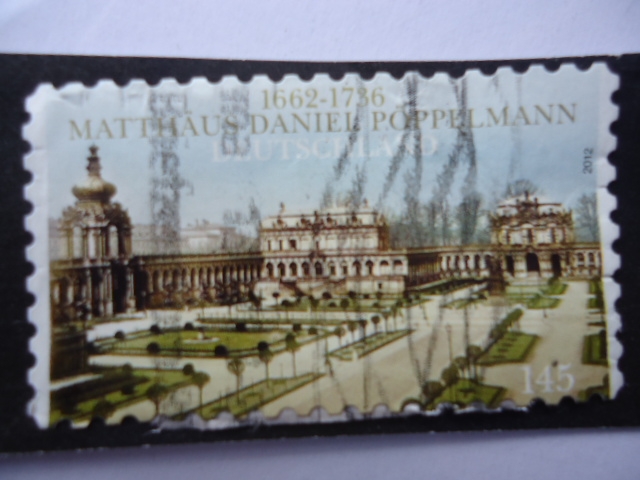 1662-1736
MATTHÄUS DANIEL PÖPPELMANN
DEUTSCHLAND
2012
145